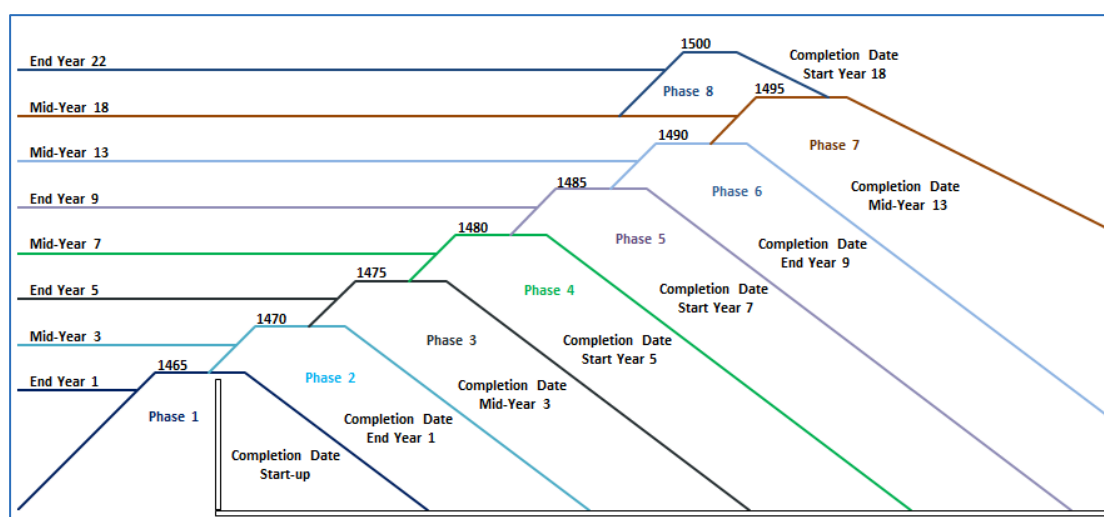 1500
Completion Date
Start Year 18
End Year 22
Phase 8
1495
Mid-Year 18
1490
Phase 7
Mid-Year 13
1485
Phase 6
Completion Date
Mid-Year 13
End Year 9
1480
Phase 5
Completion Date
End Year 9
Mid-Year 7
1475
Phase 4
Completion Date
Start Year 7
End Year 5
1470
Phase 3
Completion Date
Start Year 5
Mid-Year 3
1465
Phase 2
Completion Date
Mid-Year 3
End Year 1
Phase 1
Completion Date
End Year 1
Completion Date
Start-up